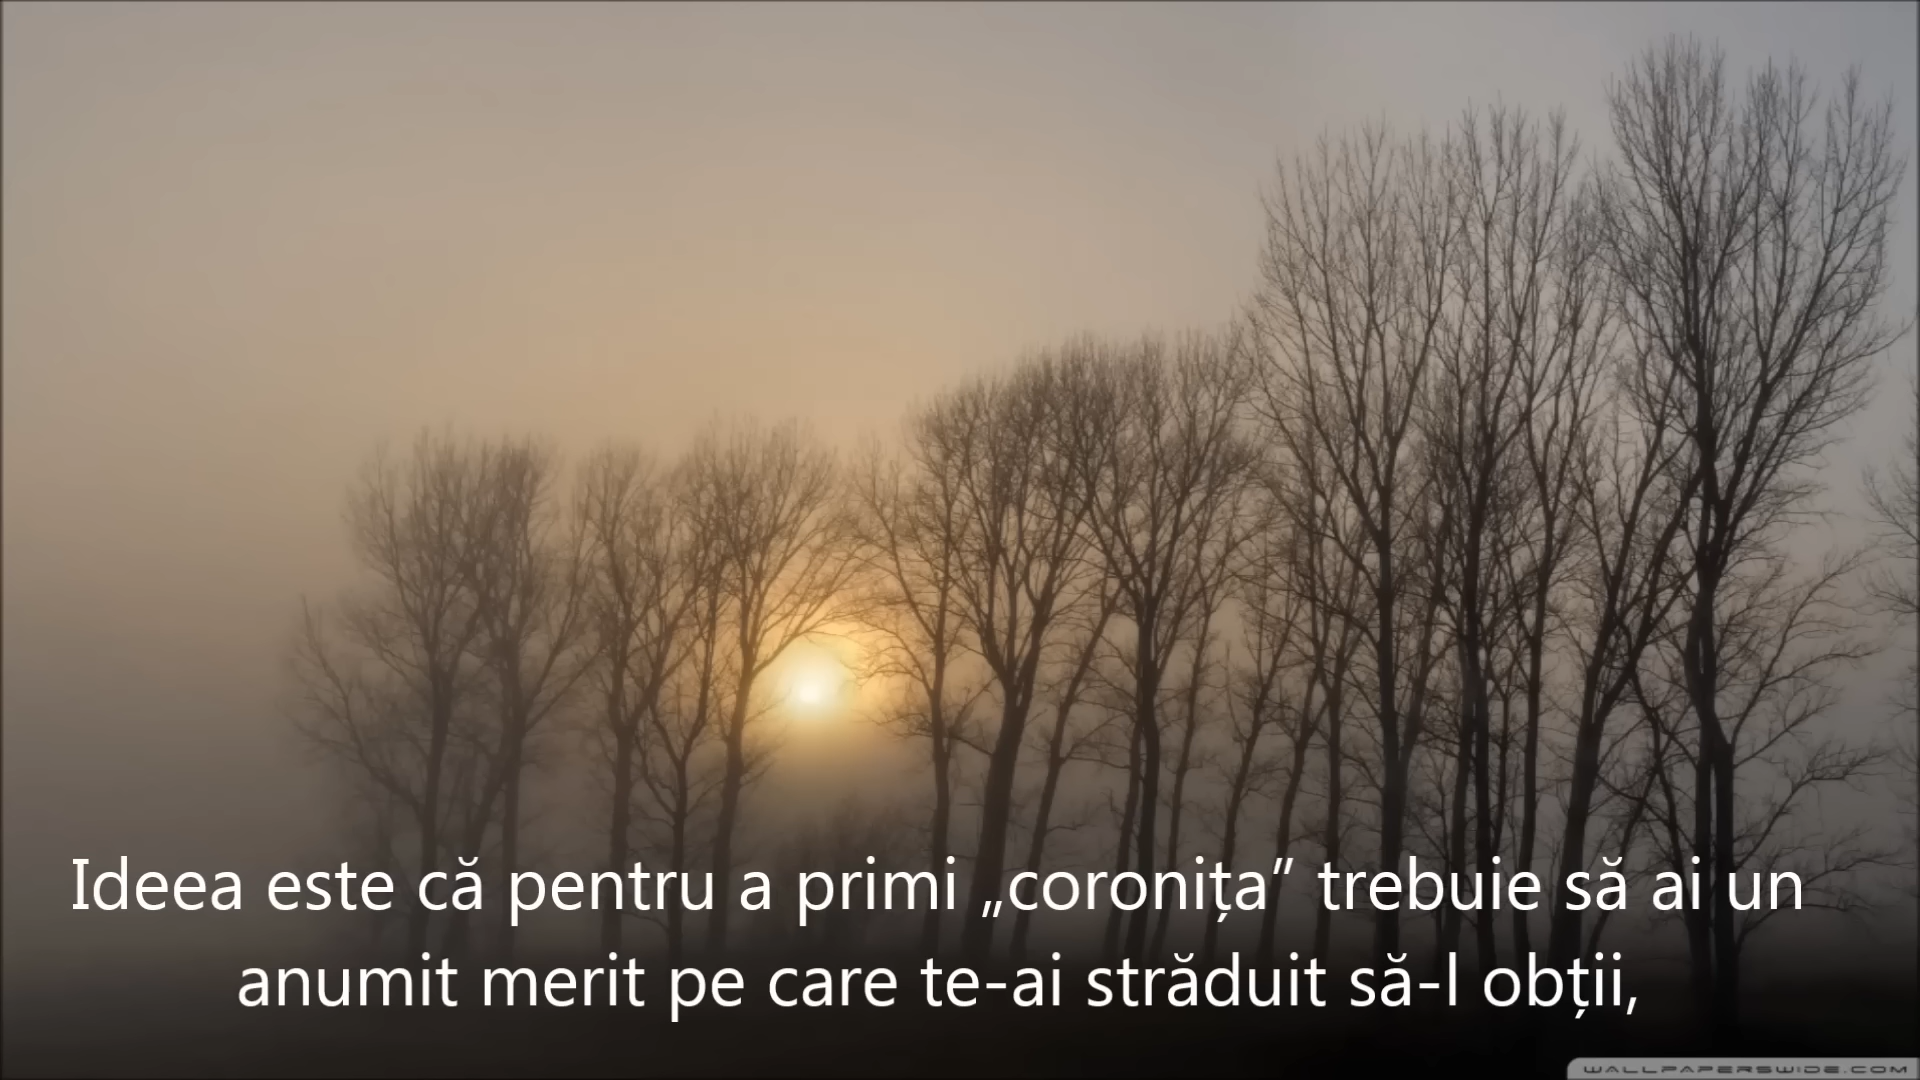 Ideea este că pentru a primi „coronița” trebuie să ai un
anumit merit pe care te-ai străduit să-l obții,
WALLPAPERSWIDE.COM